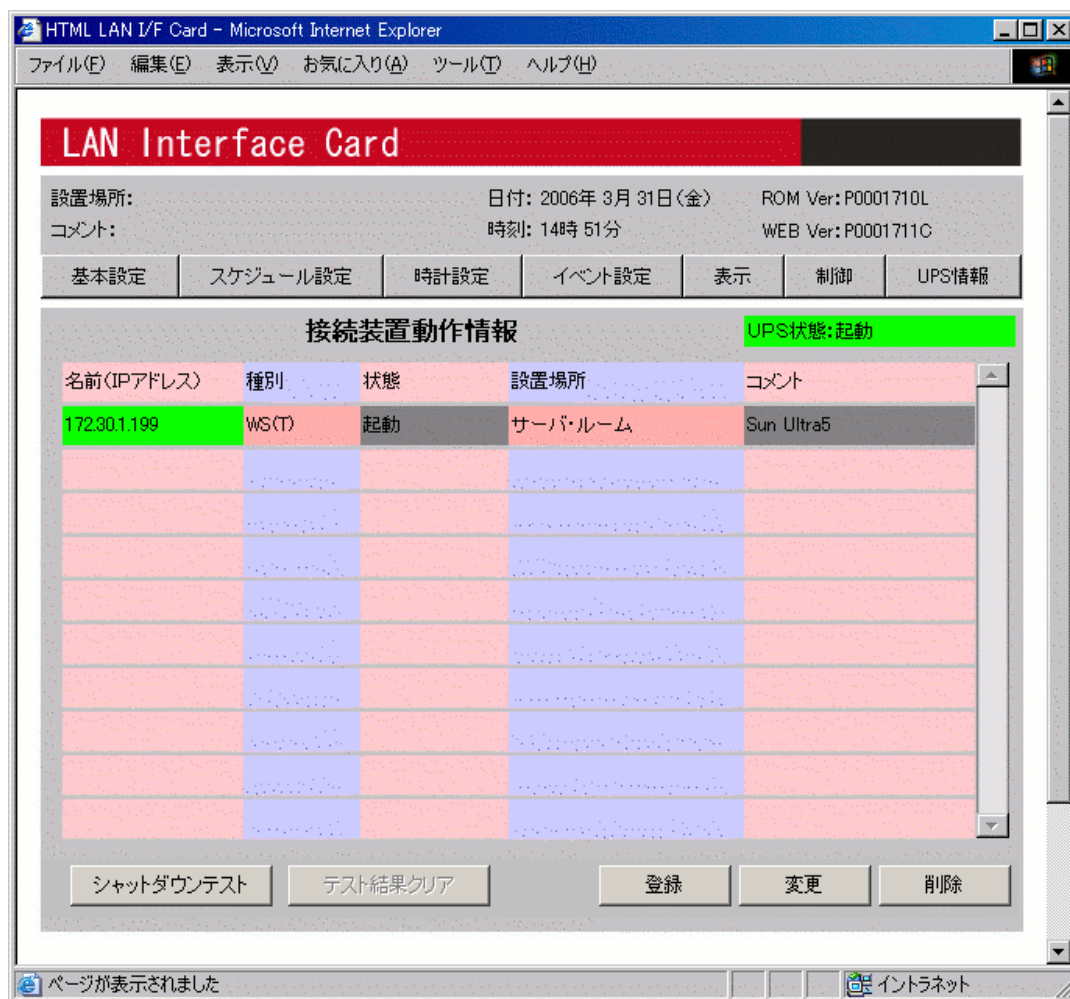 HTML LAN I/F Card - Microsoft Internet Explorer
ファイル(F) 編集(E) 表示(V) お気に入り(A) ツール(T) ヘルプ(H)
LAN Interface Card
設置場所: 日付: 2006年 3月 31日(金) ROM Ver: P0001710L
コメント: 時刻: 14時 51分 WEB Ver: P0001711C
基本設定 スケジュール設定 時計設定 イベント設定 表示 制御 UPS情報
接続装置動作情報 UPS状態:起動
名前(IPアドレス) 種別 状態 設置場所 コメント
172.30.1.199 WS(T) 起動 サーバ・ルーム Sun Ultra5
シャットダウンテスト テスト結果クリア 登録 変更 削除
ページが表示されました イントラネット